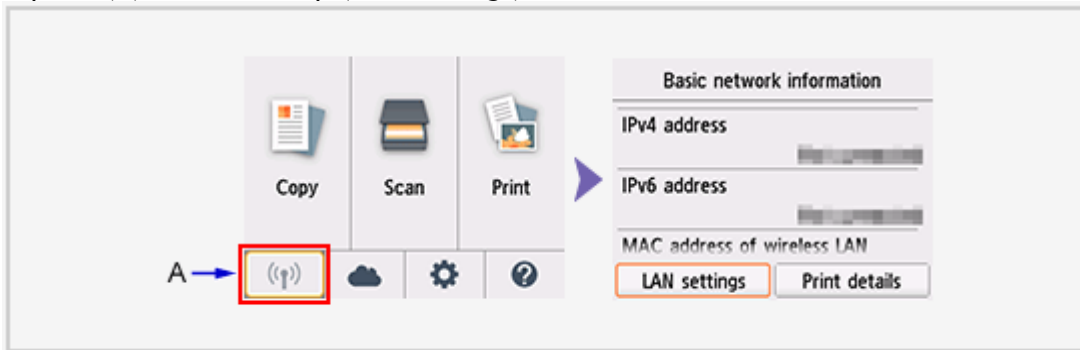 Copy
Scan
Print
A
Basic network information
IPv4 address
IPv6 address
MAC address of wireless LAN
LAN settings
Print details